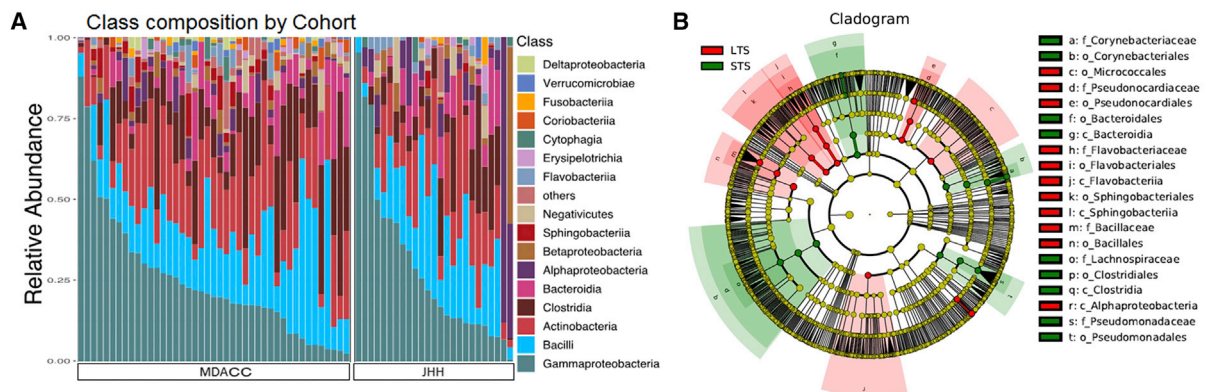 A
Class composition by Cohort
Relative Abundance
1.00
0.75
0.50
0.25
0.00
MDACC
JHH
Class
Deltaproteobacteria
Verrucomicrobiae
Fusobacteriia
Coriobacteriia
Cytophagia
Erysipelotrichia
Flavobacteriia
others
Negativicutes
Sphingobacteriia
Betaproteobacteria
Alphaproteobacteria
Bacteroidia
Clostridia
Actinobacteria
Bacilli
Gammaproteobacteria
B
Cladogram
LTS
STS
g
f
e
d
c
b
a
j
i
h
l
k
n
m
q
p
o
t
s
r
a: f_Corynebacteriaceae
b: o_Corynebacteriales
c: o_Micrococcales
d: f_Pseudonocardiaceae
e: o_Pseudonocardiales
f: o_Bacteroidales
g: c_Bacteroidia
h: f_Flavobacteriaceae
i: o_Flavobacteriales
j: c_Flavobacteriia
k: o_Sphingobacteriales
l: c_Sphingobacteriia
m: f_Bacillaceae
n: o_Bacillales
o: f_Lachnospiraceae
p: o_Clostridiales
q: c_Clostridia
r: c_Alphaproteobacteria
s: f_Pseudomonadaceae
t: o_Pseudomonadales